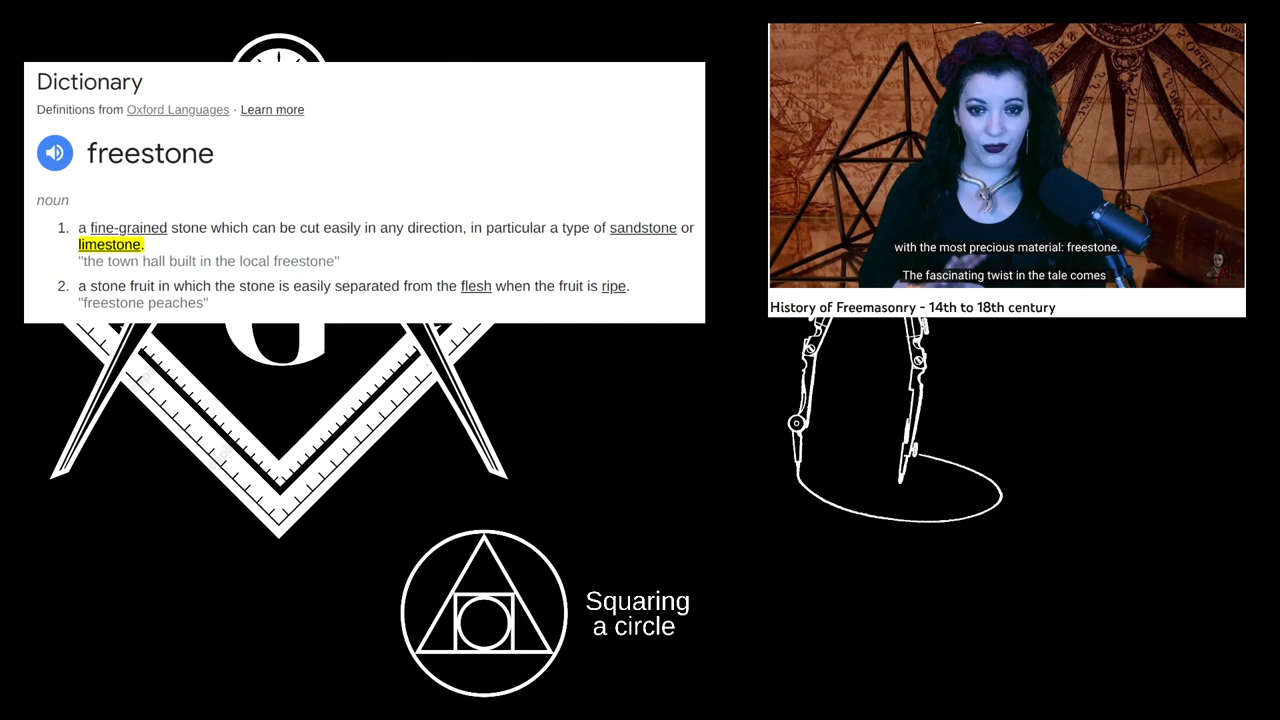 Dictionary
Definitions from Oxford Languages · Learn more
freestone
noun
1. a fine-grained stone which can be cut easily in any direction, in particular a type of sandstone or
limestone.
"the town hall built in the local freestone"
2. a stone fruit in which the stone is easily separated from the flesh when the fruit is ripe.
"freestone peaches"
with the most precious material: freestone.
The fascinating twist in the tale comes
History of Freemasonry - 14th to 18th century
G
Squaring
a circle